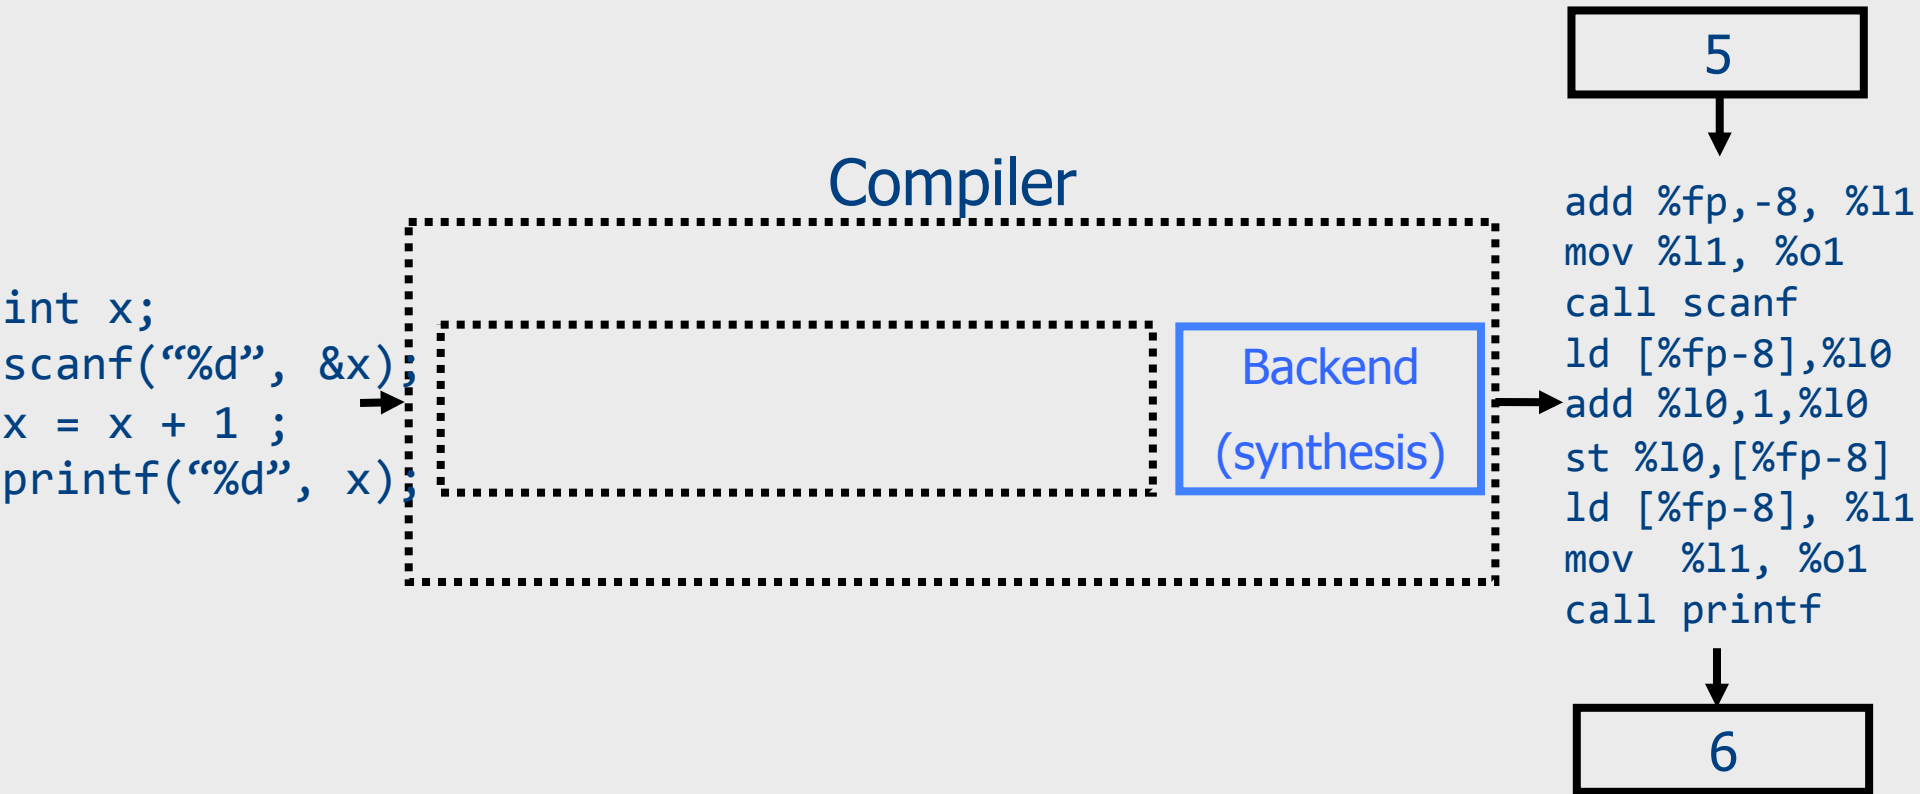 Compiler
int x;
scanf(“%d”, &x);
x = x + 1 ;
printf(“%d”, x);
Backend
(synthesis)
5
add %fp,-8, %l1
mov %l1, %o1
call scanf
ld [%fp-8],%l0
add %l0,1,%l0
st %l0,[%fp-8]
ld [%fp-8], %l1
mov  %l1, %o1
call printf
6